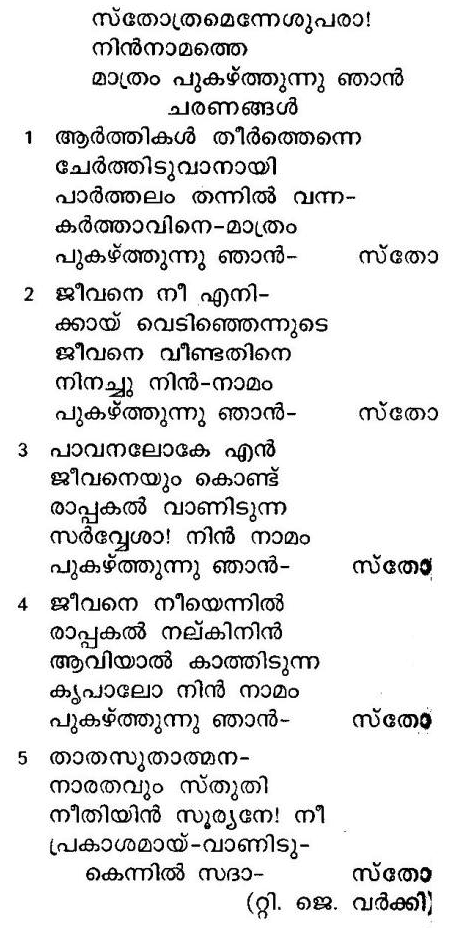 സ്തോത്രമെന്നേശുപരാ!
നിൻനാമത്തെ
മാത്രം പുകഴ്ത്തുന്നു ഞാൻ
ചരണങ്ങൾ
1 ആർത്തികൾ തീർത്തെന്നെ
ചേർത്തിടുവാനായി
പാർത്തലം തന്നിൽ വന്ന-
കർത്താവിനെ-മാത്രം
പുകഴ്ത്തുന്നു ഞാൻ- സ്തോ
2 ജീവനെ നീ എനി-
ക്കായ് വെടിഞ്ഞെന്നുടെ
ജീവനെ വീണ്ടതിനെ
നിനച്ചു നിൻ-നാമം
പുകഴ്ത്തുന്നു ഞാൻ- സ്തോ
3 പാവനലോകേ എൻ
ജീവനെയും കൊണ്ട്
രാപ്പകൽ വാണിടുന്ന
സർവ്വേശാ! നിൻ നാമം
പുകഴ്ത്തുന്നു ഞാൻ- സ്തോ
4 ജീവനെ നീയെന്നിൽ
രാപ്പകൽ നല്കിനിൻ
ആവിയാൽ കാത്തിടുന്ന
കൃപാലോ നിൻ നാമം
പുകഴ്ത്തുന്നു ഞാൻ- സ്തോ
5 താതസുതാത്മന-
നാരതവും സ്തുതി
നീതിയിൻ സൂര്യനേ! നീ
പ്രകാശമായ്-വാണിടു-
കെന്നിൽ സദാ- സ്തോ
(റ്റി. ജെ. വർക്കി)